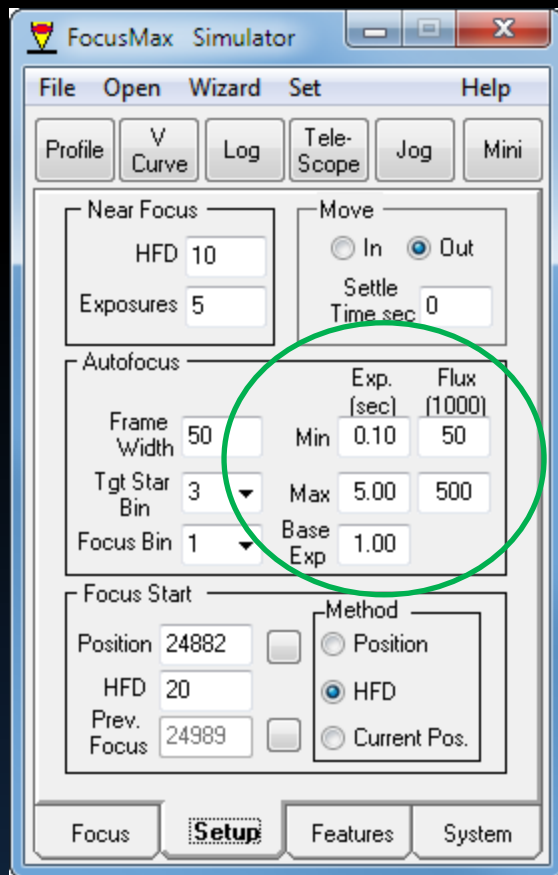 FocusMax Simulator
File Open Wizard Set Help
Profile V Curve Log Tele-Scope Jog Mini
Near Focus
HFD 10
Exposures 5
Move
In Out
Settle Time sec 0
Autofocus
Exp. (sec) Flux (1000)
Frame Width 50 Min 0.10 50
Tgt Star Bin 3 Max 5.00 500
Focus Bin 1 Base Exp 1.00
Focus Start
Position 24882
HFD 20
Prev. Focus 24989
Method
Position
HFD
Current Pos.
Focus Setup Features System